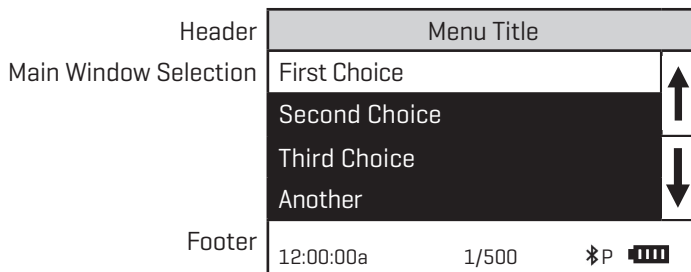 Header
Menu Title
Main Window Selection
First Choice
Second Choice
Third Choice
Another
Footer
12:00:00a 1/500 P